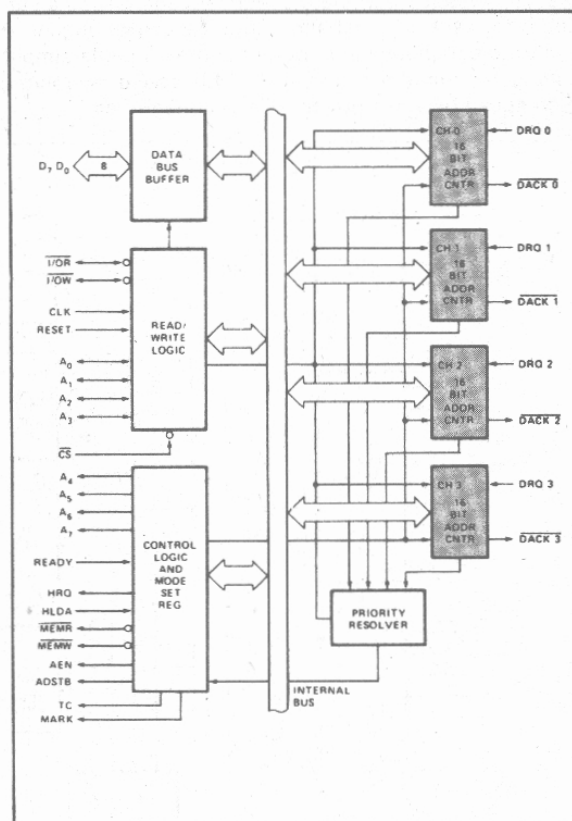 D7 D0
8
DATA
BUS
BUFFER
I/OR
I/OW
CLK
RESET
A0
A1
A2
A3
CS
READ/
WRITE
LOGIC
A4
A5
A6
A7
READY
HRQ
HLDA
MEMR
MEMW
AEN
ADSTB
TC
MARK
CONTROL
LOGIC
AND
MODE
SET
REG
INTERNAL
BUS
CH 0
16
BIT
ADDR
CNTR
DRQ 0
DACK 0
CH 1
16
BIT
ADDR
CNTR
DRQ 1
DACK 1
CH 2
16
BIT
ADDR
CNTR
DRQ 2
DACK 2
CH 3
16
BIT
ADDR
CNTR
DRQ 3
DACK 3
PRIORITY
RESOLVER